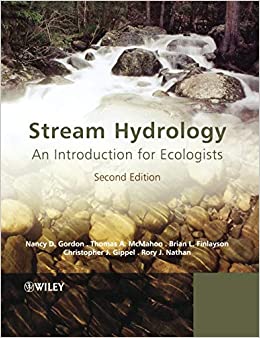 Stream Hydrology
An Introduction for Ecologists
Second Edition
Nancy D. Gordon . Thomas A. McMahon . Brian L. Finlayson
Christopher J. Gippel . Rory J. Nathan
WILEY